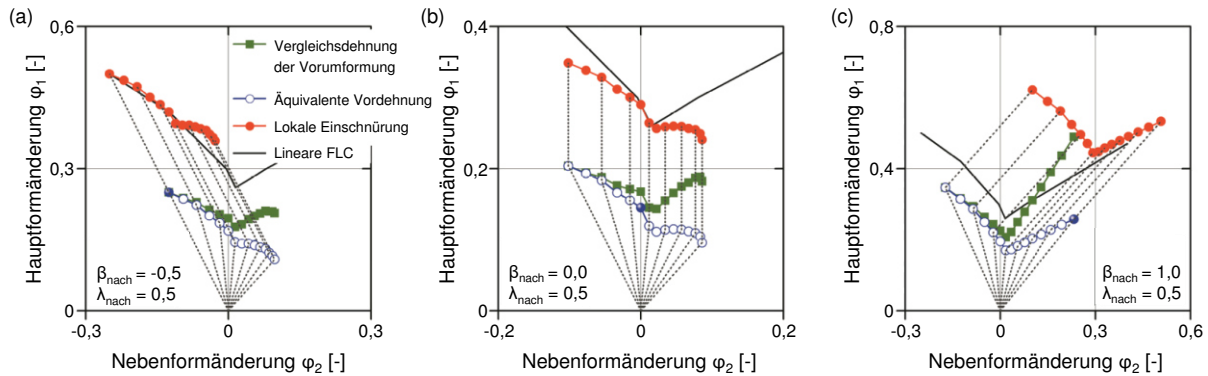 (a)
0,6
0,3
0
-0,3
0
0,3
Hauptformänderung φ₁ [-]
Nebenformänderung φ₂ [-]
βnach = -0,5
λnach = 0,5
Vergleichsdehnung
der Vorumformung
Äquivalente Vordehnung
Lokale Einschnürung
Lineare FLC
(b)
0,4
0,2
0
-0,2
0
0,2
Hauptformänderung φ₁ [-]
Nebenformänderung φ₂ [-]
βnach = 0,0
λnach = 0,5
(c)
0,8
0,4
0
-0,3
0
0,3
0,6
Hauptformänderung φ₁ [-]
Nebenformänderung φ₂ [-]
βnach = 1,0
λnach = 0,5